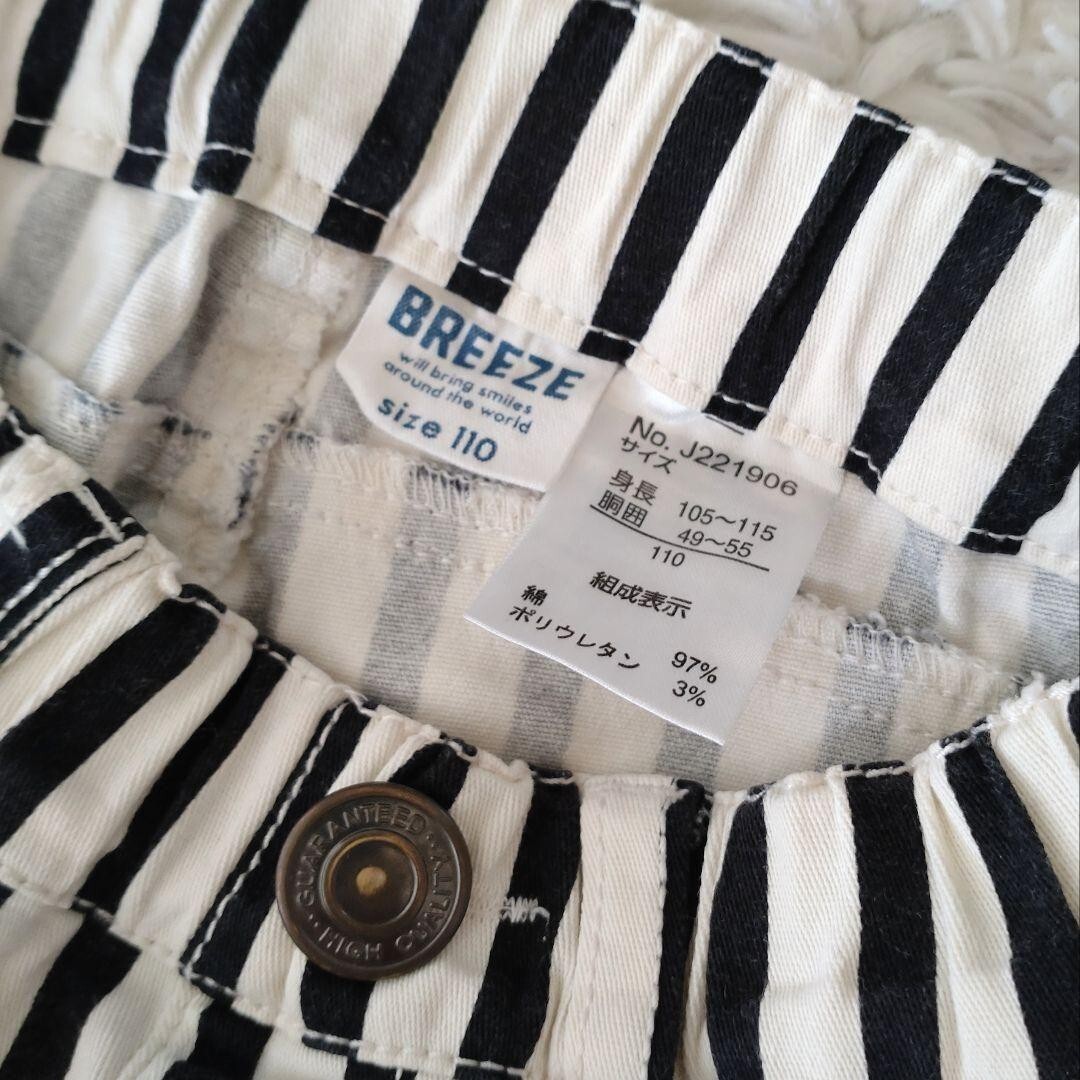 BREEZE
will bring smiles
around the world
size 110
No. J221906
サイズ
身長 105～115
胴囲 49～55
110
組成表示
綿 97%
ポリウレタン 3%
GUARANTEED · HIGH QUALITY ·